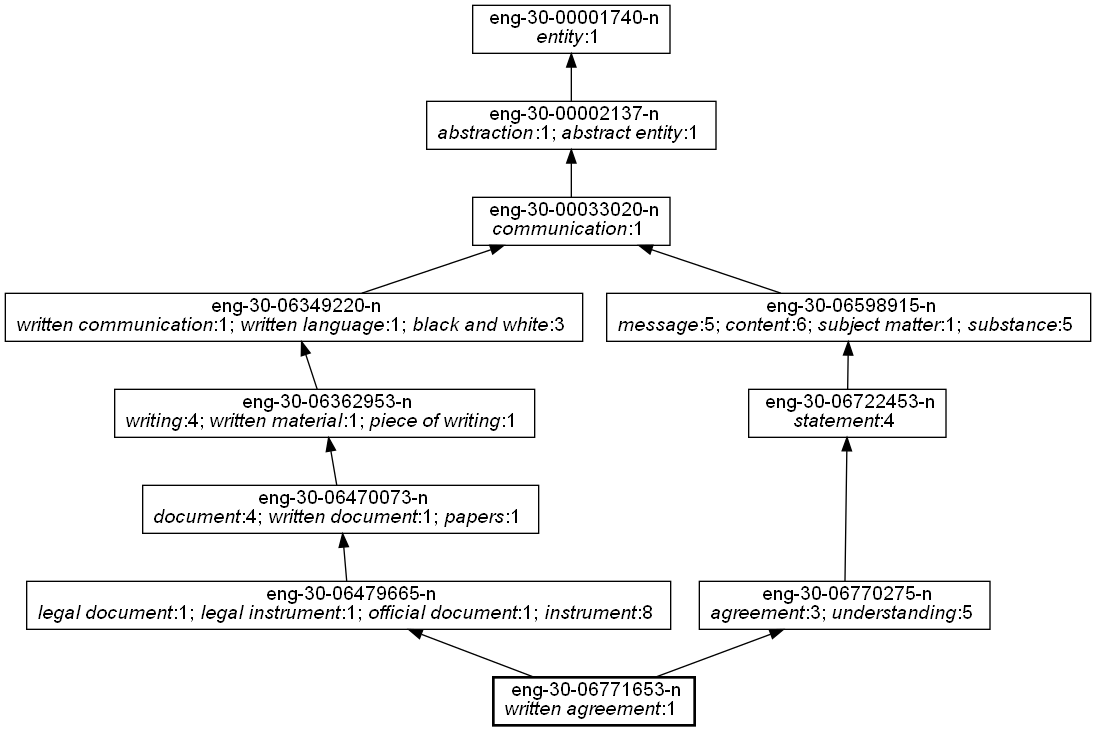 eng-30-00001740-n
entity:1
eng-30-00002137-n
abstraction:1; abstract entity:1
eng-30-00033020-n
communication:1
eng-30-06349220-n
written communication:1; written language:1; black and white:3
eng-30-06598915-n
message:5; content:6; subject matter:1; substance:5
eng-30-06362953-n
writing:4; written material:1; piece of writing:1
eng-30-06722453-n
statement:4
eng-30-06470073-n
document:4; written document:1; papers:1
eng-30-06479665-n
legal document:1; legal instrument:1; official document:1; instrument:8
eng-30-06770275-n
agreement:3; understanding:5
eng-30-06771653-n
written agreement:1